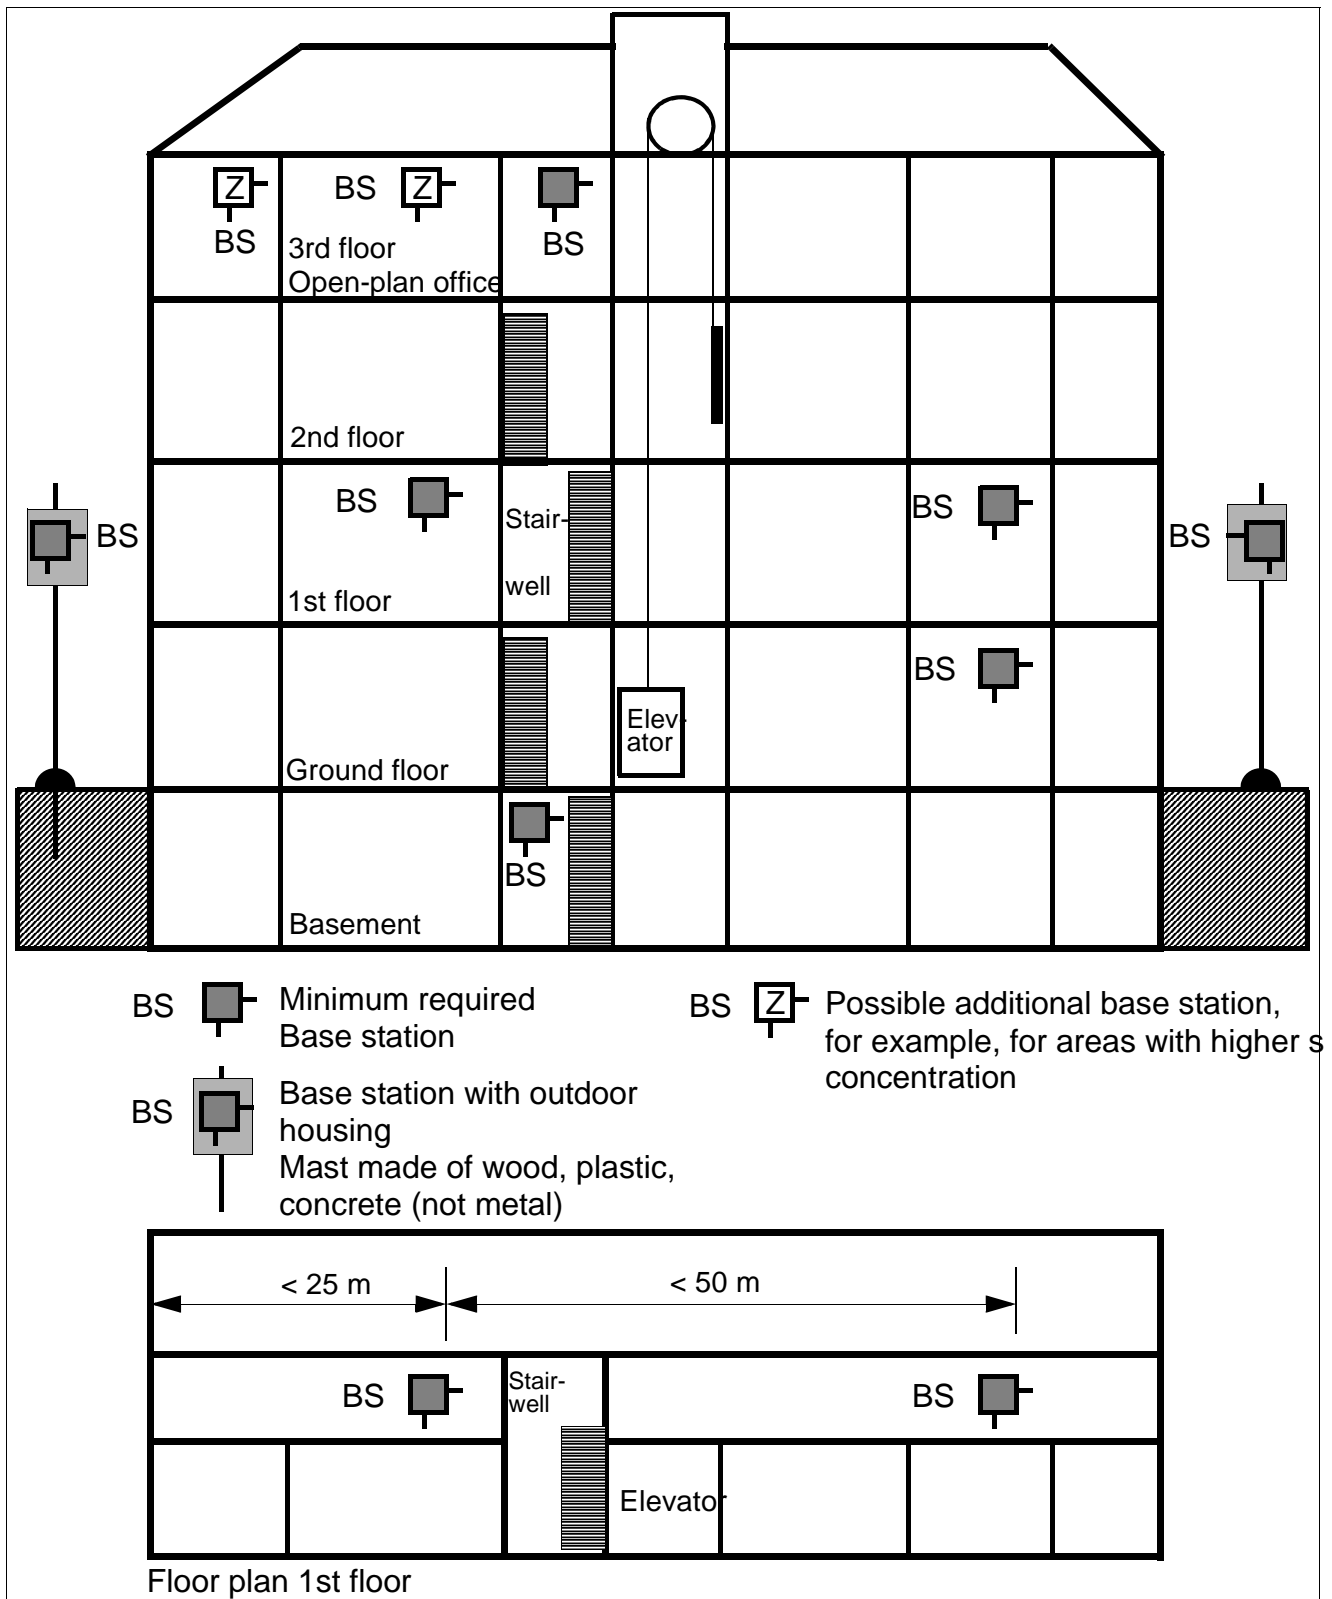 Z
BS
Z
BS
BS
3rd floor
Open-plan office
2nd floor
BS
Stair-
well
BS
BS
BS
1st floor
BS
Elev-
ator
Ground floor
BS
Basement
BS
Minimum required
Base station
BS
Z
Possible additional base station,
for example, for areas with higher s
concentration
BS
Base station with outdoor
housing
Mast made of wood, plastic,
concrete (not metal)
< 25 m
< 50 m
BS
Stair-
well
BS
Elevator
Floor plan 1st floor